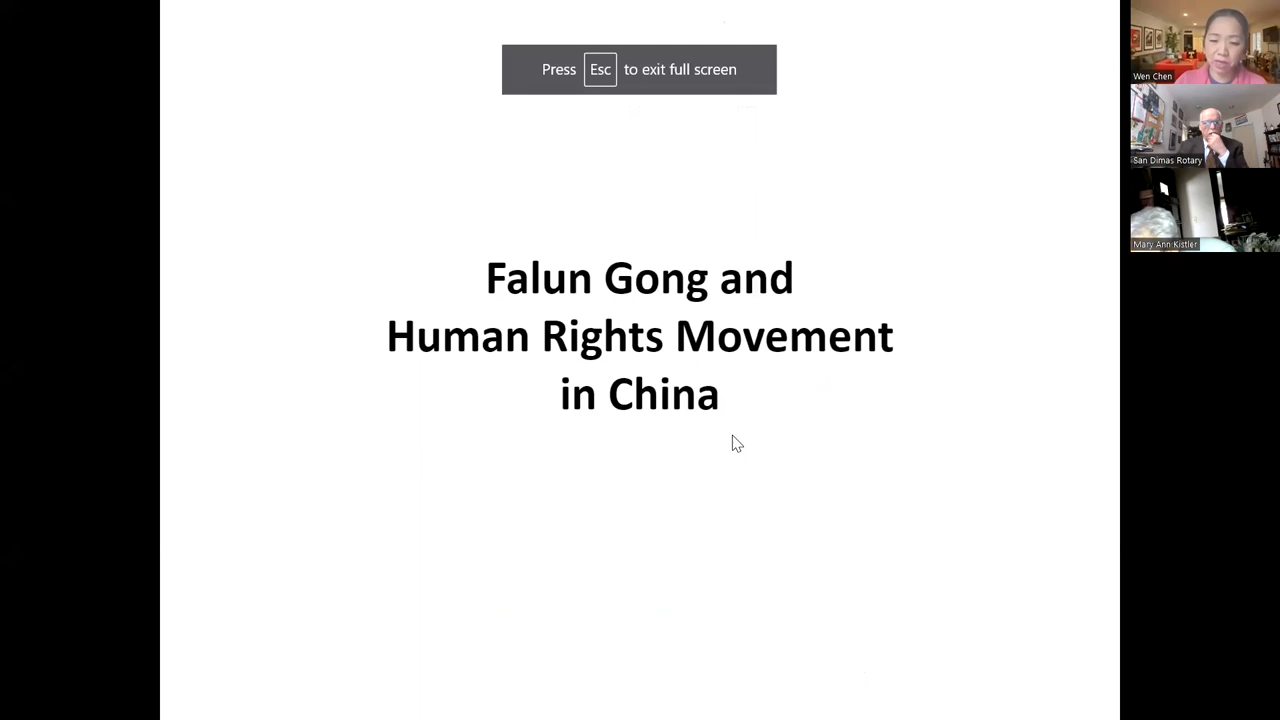 Press Esc to exit full screen
Falun Gong and
Human Rights Movement
in China
Wen Chen
San Dimas Rotary
Mary Ann Kistler